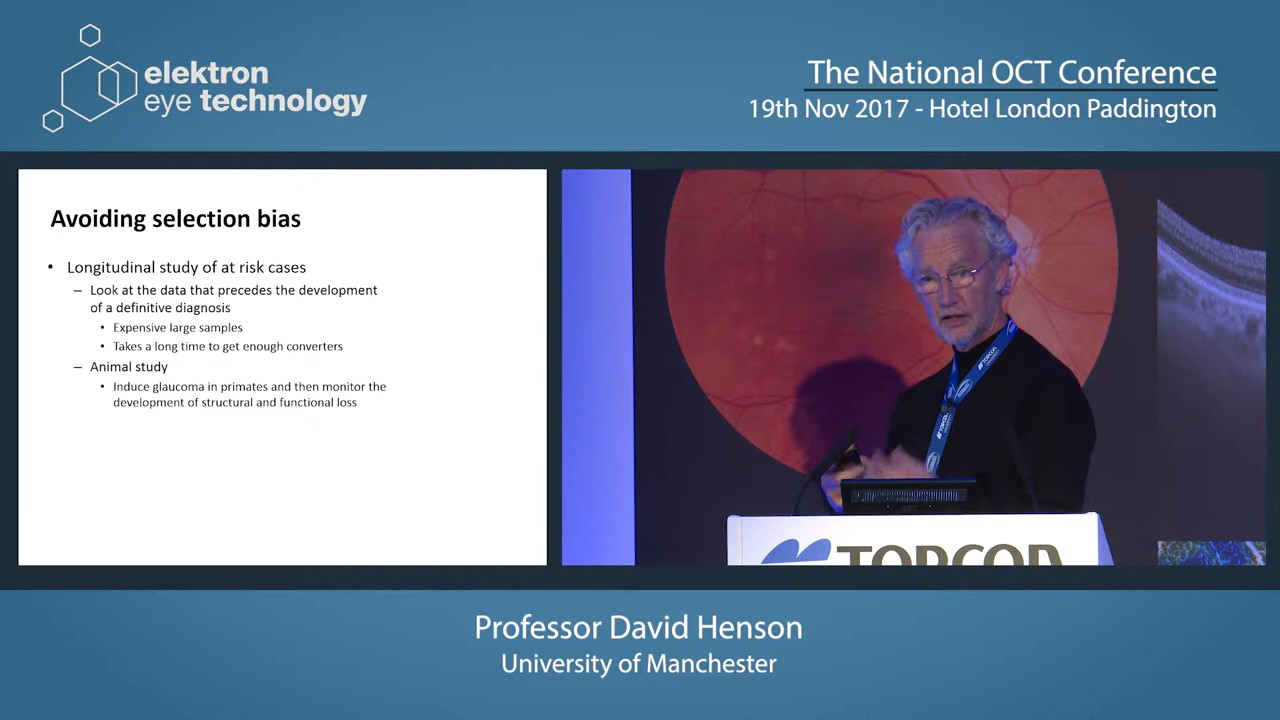 elektron
eye technology
The National OCT Conference
19th Nov 2017 - Hotel London Paddington
Avoiding selection bias
• Longitudinal study of at risk cases
– Look at the data that precedes the development
of a definitive diagnosis
• Expensive large samples
• Takes a long time to get enough converters
– Animal study
• Induce glaucoma in primates and then monitor the
development of structural and functional loss
TOPCON
TOPCON
TOPCON
Professor David Henson
University of Manchester